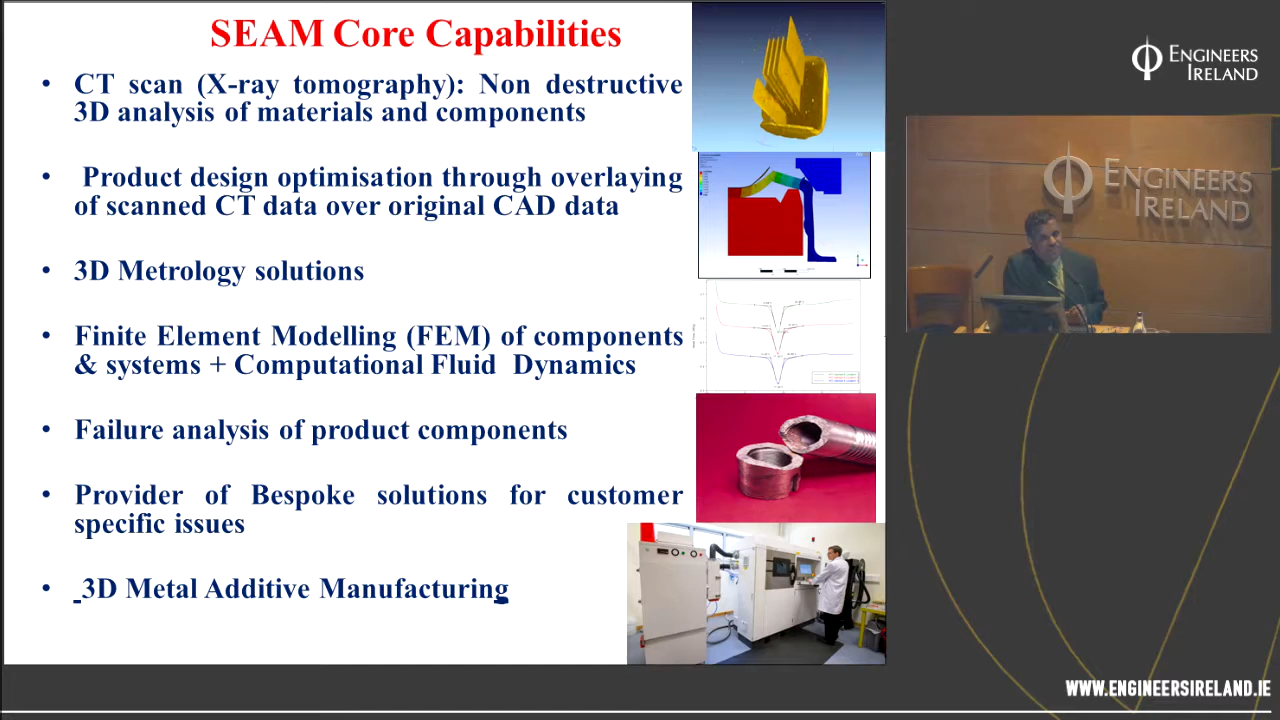 SEAM Core Capabilities
• CT scan (X-ray tomography): Non destructive
3D analysis of materials and components
• Product design optimisation through overlaying
of scanned CT data over original CAD data
• 3D Metrology solutions
• Finite Element Modelling (FEM) of components
& systems + Computational Fluid Dynamics
• Failure analysis of product components
• Provider of Bespoke solutions for customer
specific issues
• 3D Metal Additive Manufacturing
ENGINEERS
IRELAND
ENGINEERS
IRELAND
WWW.ENGINEERSIRELAND.IE